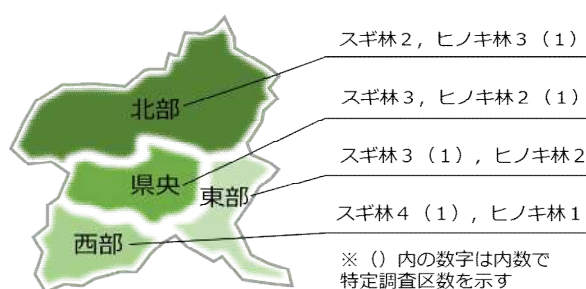 スギ林２，ヒノキ林３（１）
北部
スギ林３，ヒノキ林２（１）
県央
スギ林３（１），ヒノキ林２
東部
スギ林４（１），ヒノキ林１
西部
※（）内の数字は内数で
特定調査区数を示す